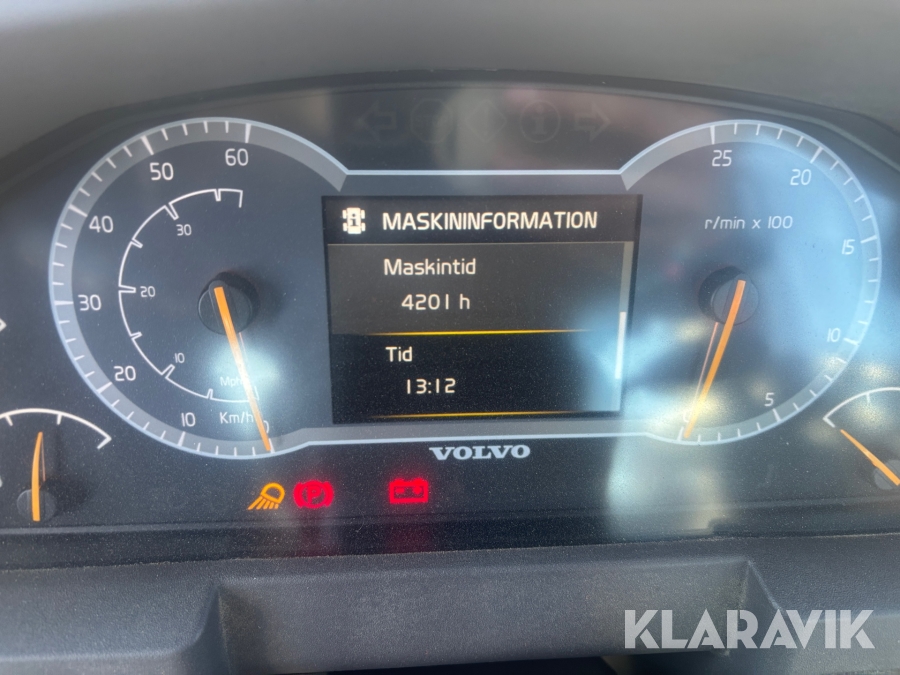 60
50
40
30
20
10
0
30
20
10
Mph
Km/h
MASKININFORMATION
Maskintid
4201 h
Tid
13:12
25
20
15
10
5
r/min x 100
VOLVO
KLARAVIK